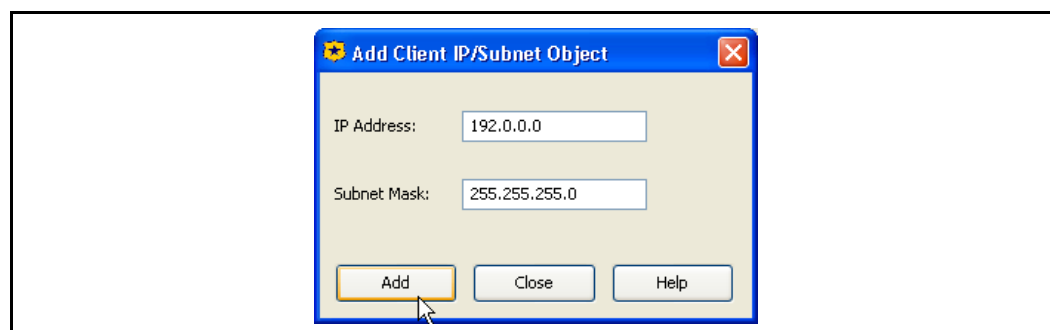 Add Client IP/Subnet Object
IP Address: 192.0.0.0
Subnet Mask: 255.255.255.0
Add Close Help